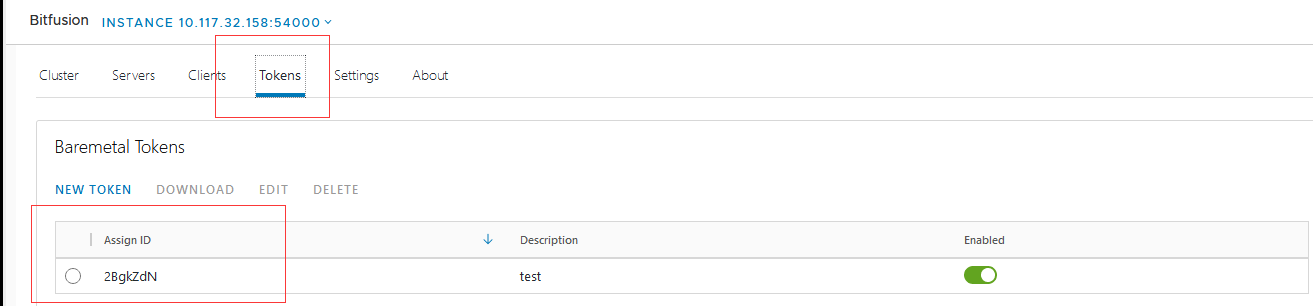 Bitfusion INSTANCE 10.117.32.158:54000
Cluster Servers Clients Tokens Settings About
Baremetal Tokens
NEW TOKEN DOWNLOAD EDIT DELETE
Assign ID Description Enabled
2BgkZdN test